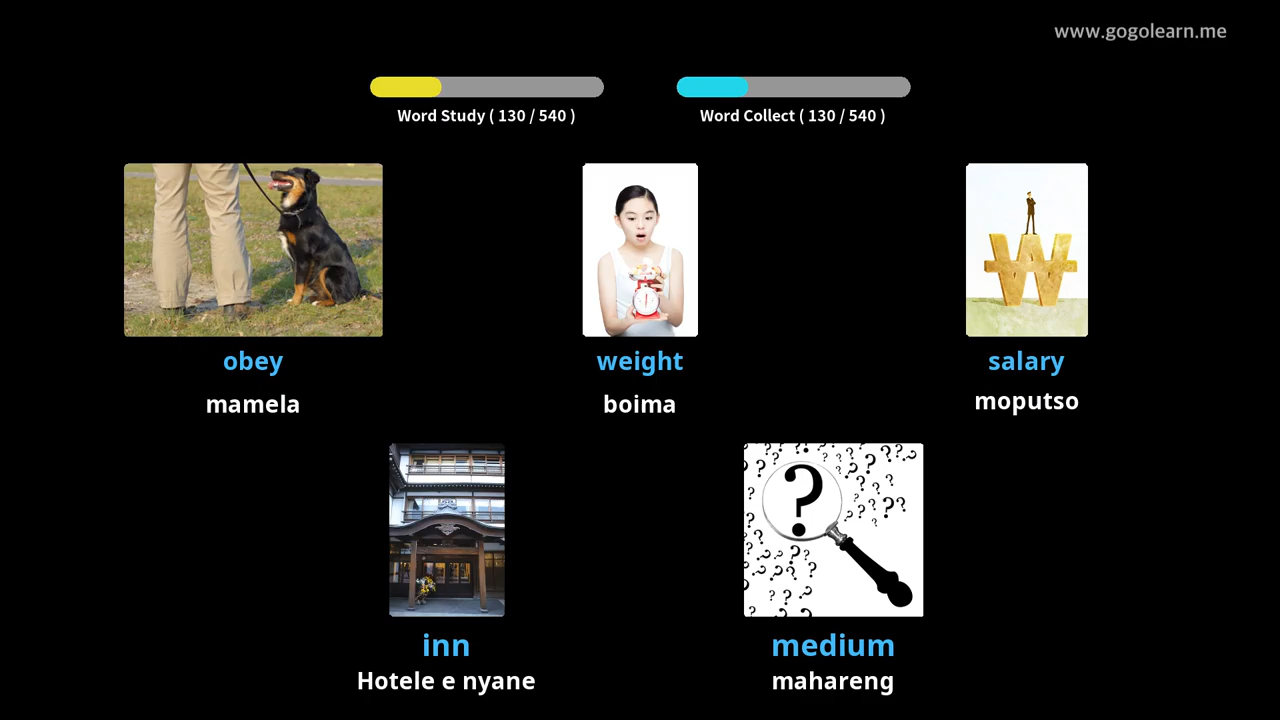 www.gogolearn.me
Word Study ( 130 / 540 )
Word Collect ( 130 / 540 )
obey
mamela
weight
boima
salary
moputso
inn
Hotele e nyane
medium
mahareng